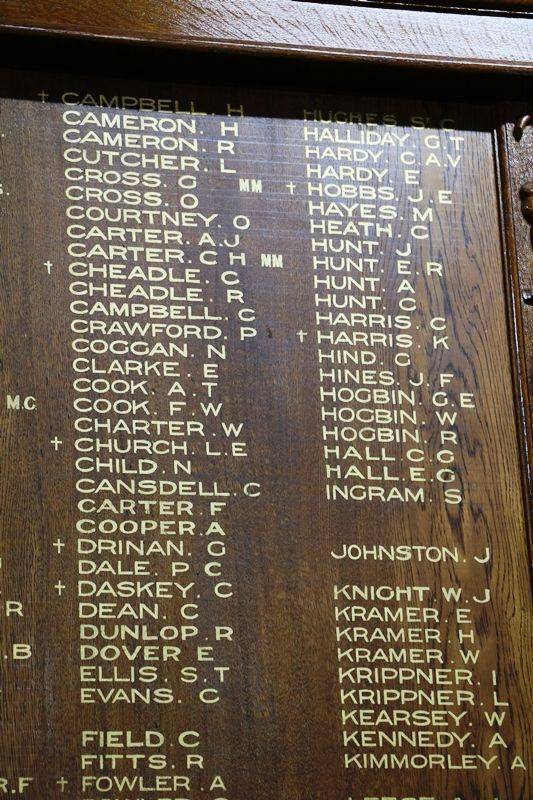 † CAMPBELL. H
CAMERON. H
CAMERON. R
CUTCHER. L
CROSS. G MM
CROSS. O
COURTNEY. O
CARTER. A.J
CARTER. C H MM
† CHEADLE. C
CHEADLE. R
CAMPBELL. C
CRAWFORD. P
COGGAN. N
CLARKE. E
COOK. A.T
COOK. F.W
CHARTER. W
† CHURCH. L.E
CHILD. N
CANSDELL. C
CARTER. F
COOPER. A
† DRINAN. G
DALE. P C
† DASKEY. C
DEAN. C
DUNLOP. R
DOVER E
ELLIS. S.T
EVANS. C
FIELD. C
FITTS. R
† FOWLER. A
HUGHES S. C
HALLIDAY. G.T
HARDY. C.A.V
HARDY. E
† HOBBS. J.E
HAYES. M
HEATH. C
HUNT. J
HUNT. E.R
HUNT. A
HUNT. C
HARRIS. C
† HARRIS. K
HIND. G
HINES. J.F
HOGBIN. G.E
HOGBIN. W
HOGBIN. R
HALL. C.G
HALL. E.G
INGRAM. S
JOHNSTON. J
KNIGHT. W.J
KRAMER. E
KRAMER. H
KRAMER. W
KRIPPNER. I
KRIPPNER. L
KEARSEY. W
KENNEDY. A
KIMMORLEY. A
M.C.
R
.B
R.F